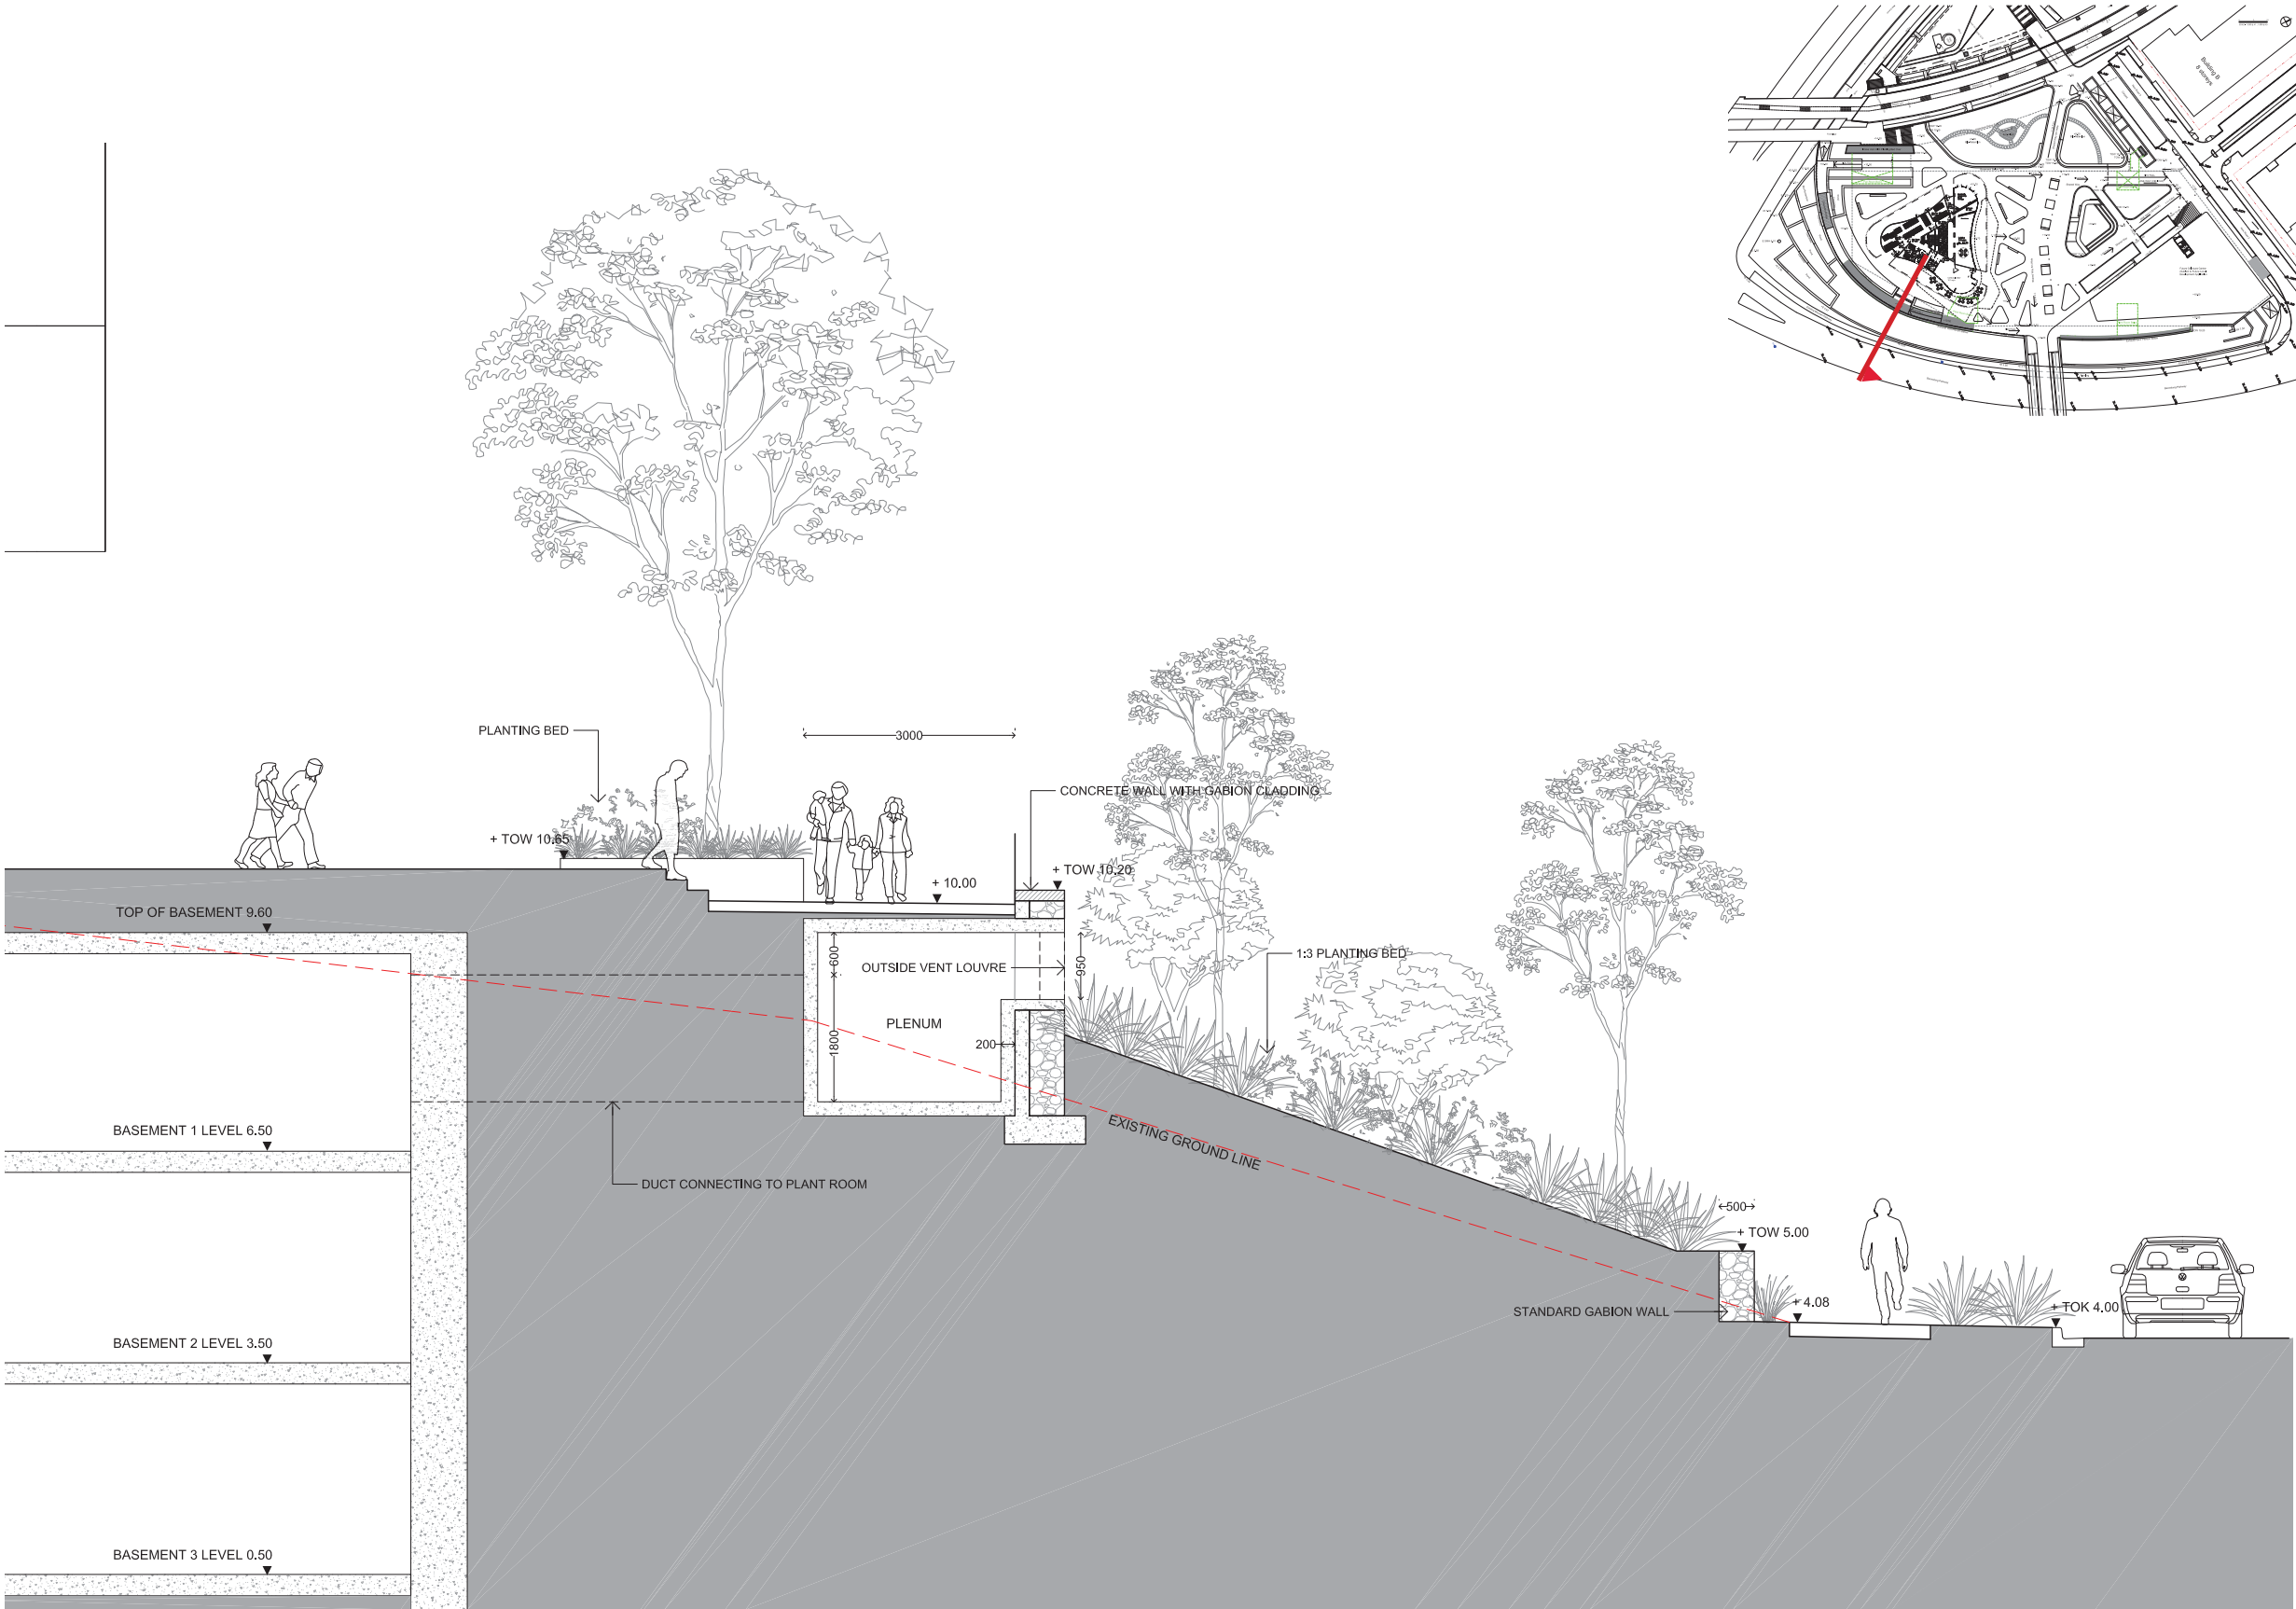 Building B
8 storeys
PLANTING BED
3000
CONCRETE WALL WITH GABION CLADDING
+ TOW 10.65
+ TOW 10.20
+ 10.00
TOP OF BASEMENT 9.60
600
OUTSIDE VENT LOUVRE
950
1:3 PLANTING BED
PLENUM
1800
200
EXISTING GROUND LINE
BASEMENT 1 LEVEL 6.50
DUCT CONNECTING TO PLANT ROOM
500
+ TOW 5.00
STANDARD GABION WALL
+ 4.08
+ TOK 4.00
BASEMENT 2 LEVEL 3.50
BASEMENT 3 LEVEL 0.50